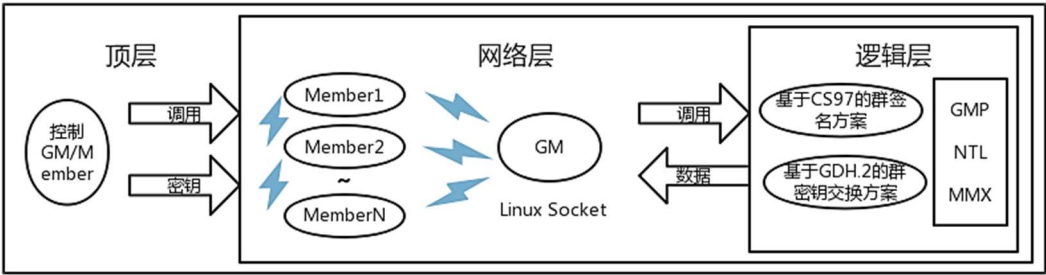 顶层
控制
GM/M
ember
调用
密钥
网络层
Member1
Member2
~
MemberN
GM
Linux Socket
调用
数据
逻辑层
基于CS97的群签
名方案
基于GDH.2的群
密钥交换方案
GMP
NTL
MMX